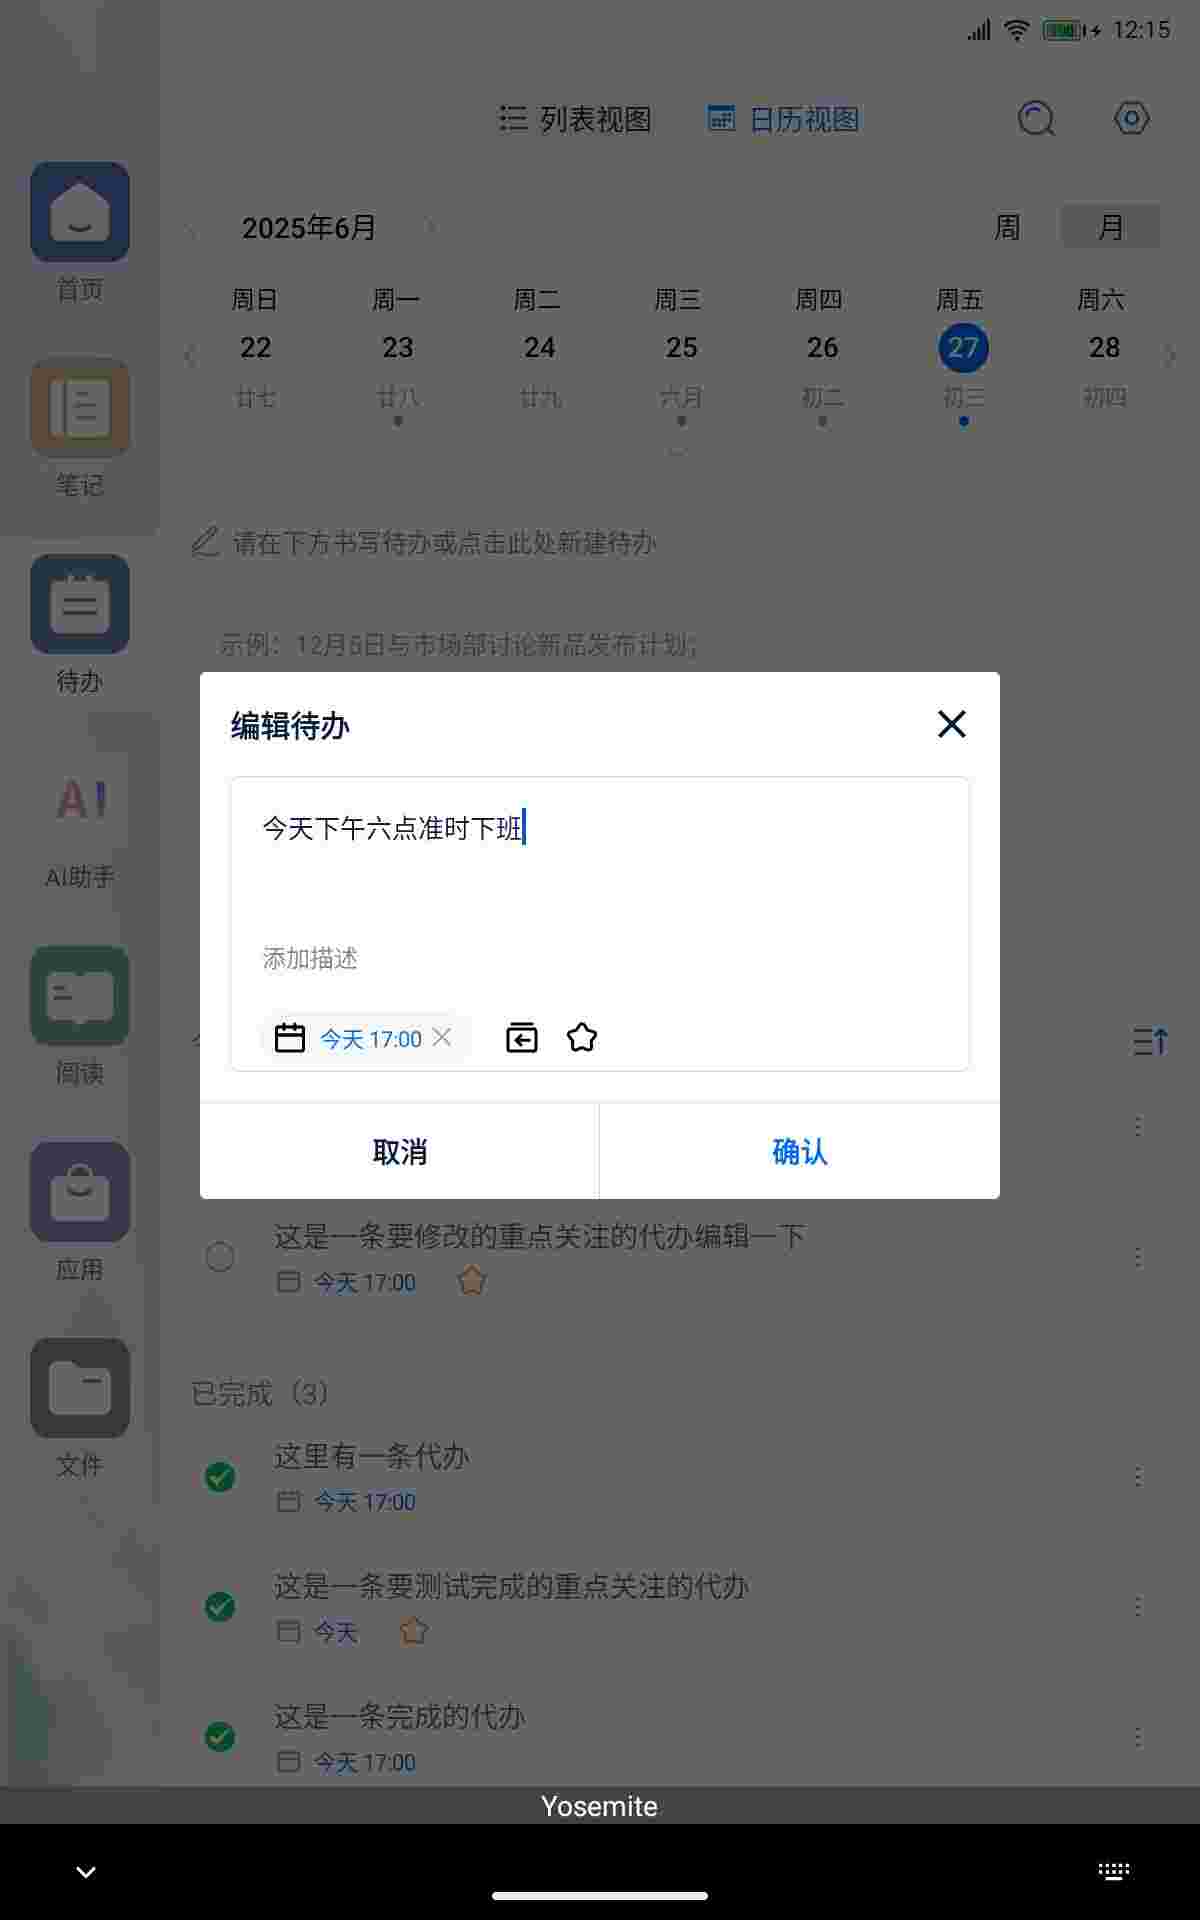 12:15
列表视图 日历视图
2025年6月 周 月
周日 周一 周二 周三 周四 周五 周六
22 23 24 25 26 27 28
廿七 廿八 廿九 六月 初二 初三 初四
请在下方书写待办或点击此处新建待办
示例：12月6日与市场部讨论新品发布计划；
首页
笔记
待办
AI
AI助手
阅读
应用
文件
编辑待办
今天下午六点准时下班
添加描述
今天 17:00
取消 确认
这是一条要修改的重点关注的代办编辑一下
今天 17:00
已完成（3）
这里有一条代办
今天 17:00
这是一条要测试完成的重点关注的代办
今天
这是一条完成的代办
今天 17:00
Yosemite